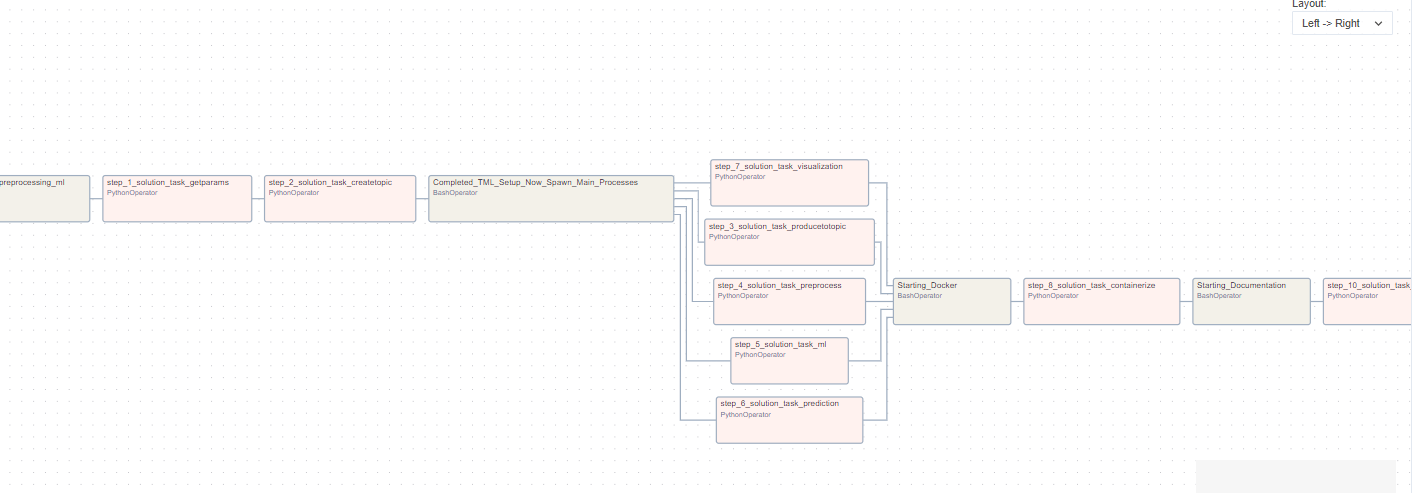 Layout:
Left -> Right
preprocessing_ml
step_1_solution_task_getparams
PythonOperator
step_2_solution_task_createtopic
PythonOperator
Completed_TML_Setup_Now_Spawn_Main_Processes
BashOperator
step_7_solution_task_visualization
PythonOperator
step_3_solution_task_producetotopic
PythonOperator
step_4_solution_task_preprocess
PythonOperator
step_5_solution_task_ml
PythonOperator
step_6_solution_task_prediction
PythonOperator
Starting_Docker
BashOperator
step_8_solution_task_containerize
PythonOperator
Starting_Documentation
BashOperator
step_10_solution_task_
PythonOperator